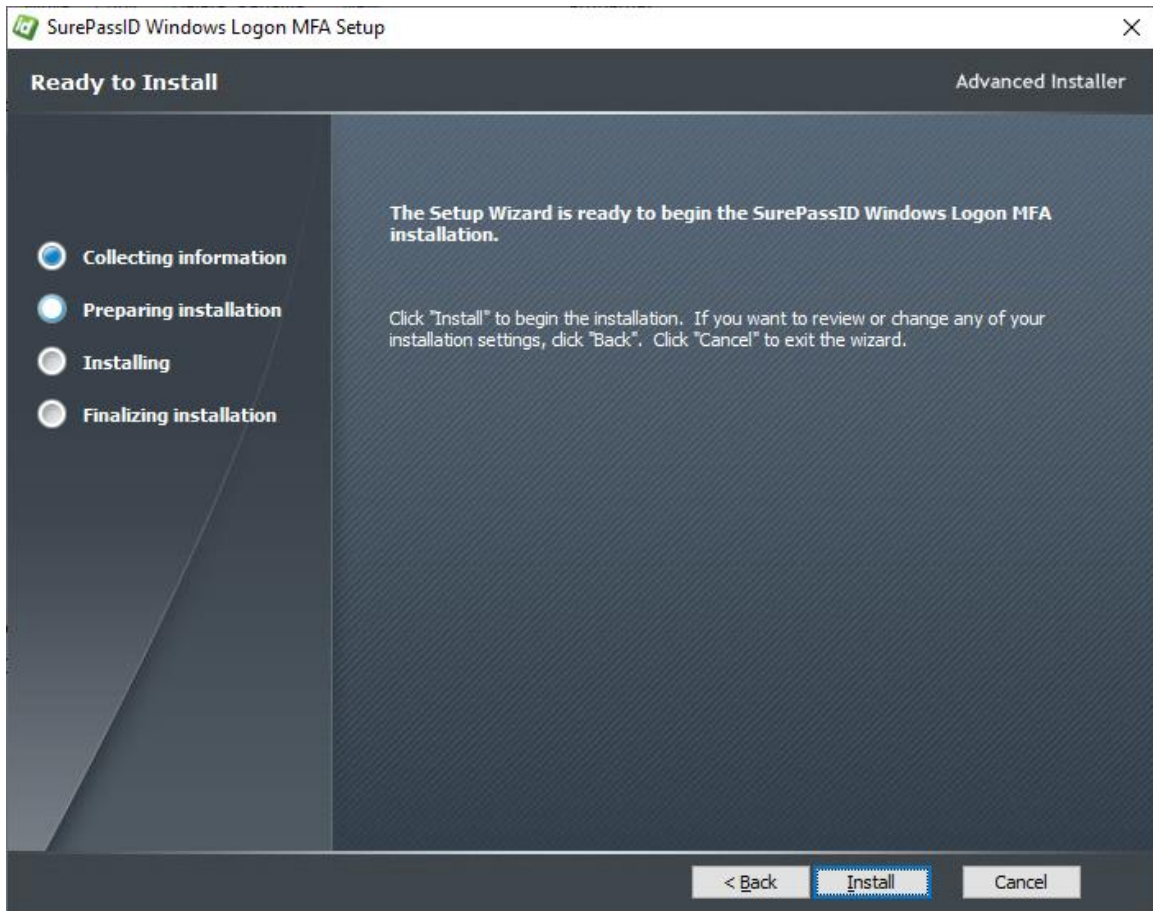 SurePassID Windows Logon MFA Setup
Ready to Install
Advanced Installer
Collecting information
Preparing installation
Installing
Finalizing installation
The Setup Wizard is ready to begin the SurePassID Windows Logon MFA
installation.
Click "Install" to begin the installation. If you want to review or change any of your
installation settings, click "Back". Click "Cancel" to exit the wizard.
< Back
Install
Cancel